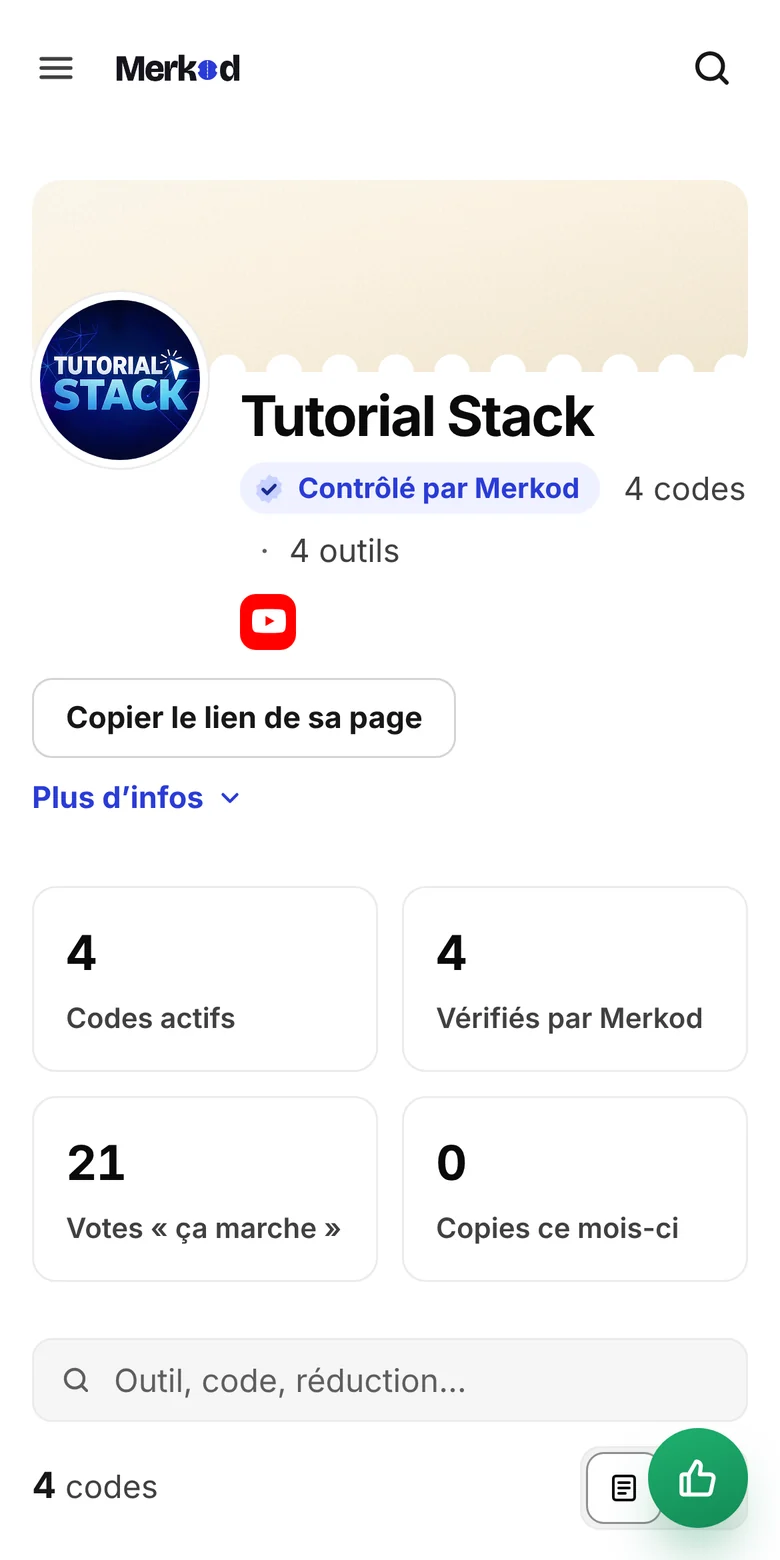 Merkod
TUTORIAL
STACK
Tutorial Stack
Contrôlé par Merkod 4 codes
· 4 outils
Copier le lien de sa page
Plus d’infos
4
Codes actifs
4
Vérifiés par Merkod
21
Votes « ça marche »
0
Copies ce mois-ci
Outil, code, réduction...
4 codes